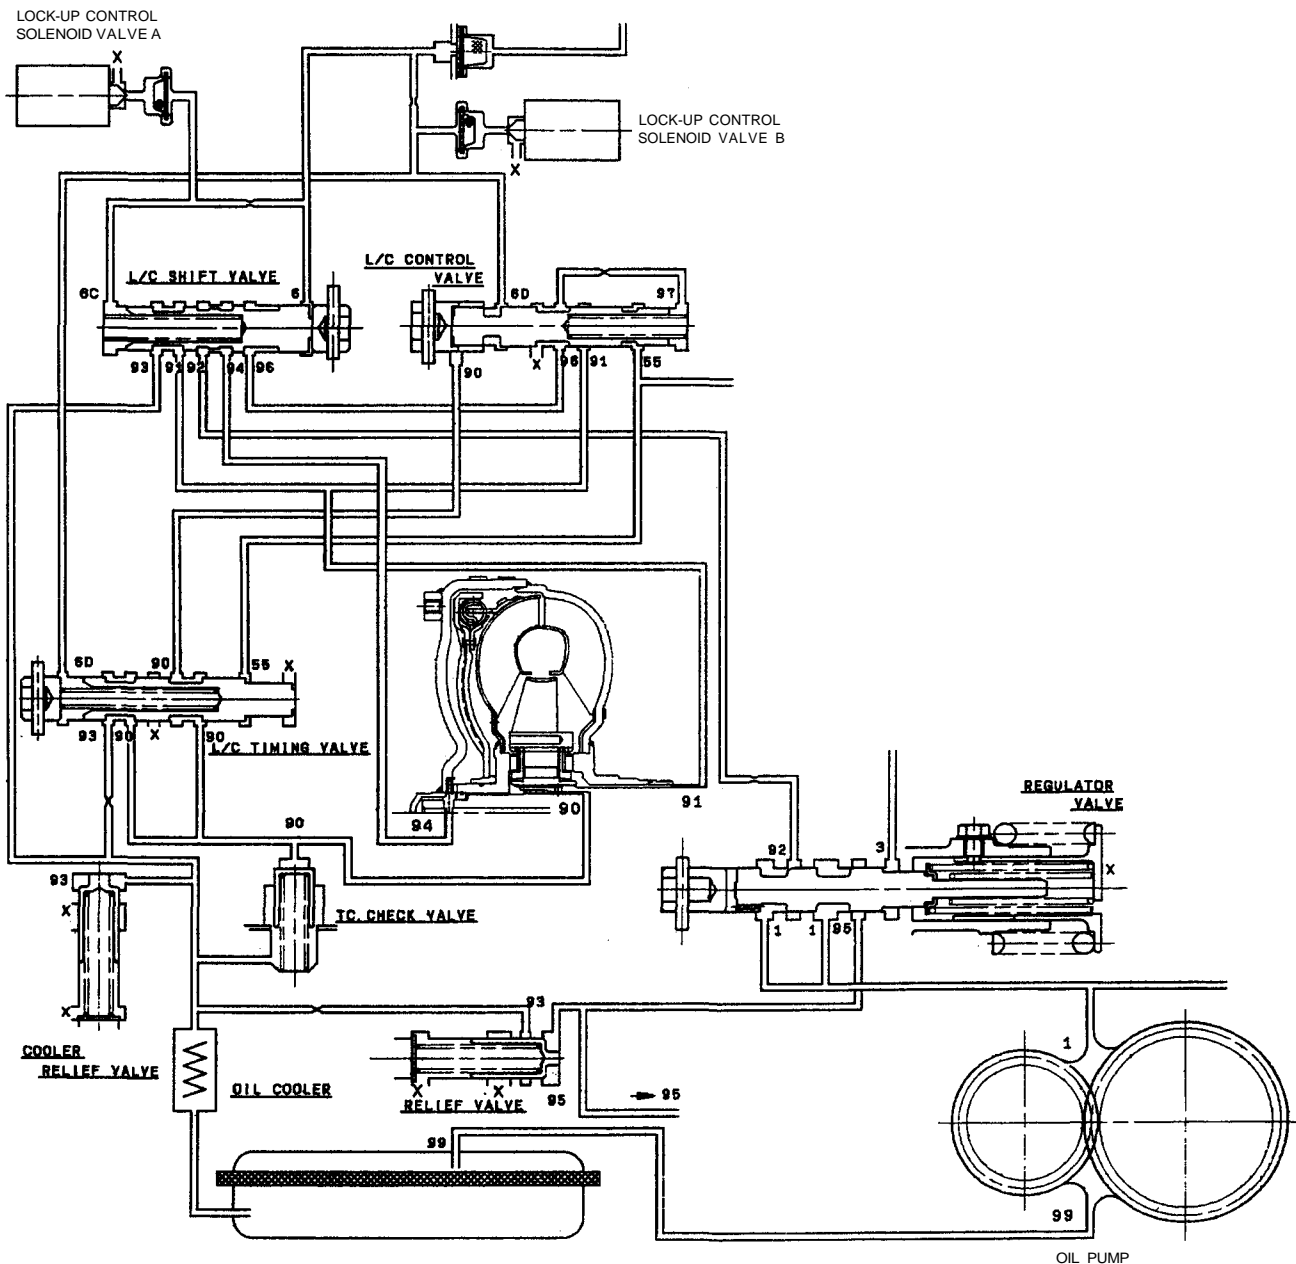 LOCK-UP CONTROL
SOLENOID VALVE A
X
LOCK-UP CONTROL
SOLENOID VALVE B
X
L/C SHIFT VALVE
L/C CONTROL
VALVE
6C
6
6D
97
93
91
92
94
96
90
X
96
91
55
6D
90
55
X
93
90
X
90
L/C TIMING VALVE
94
90
91
REGULATOR
VALVE
90
92
3
X
93
X
TC. CHECK VALVE
1
1
95
X
93
COOLER
RELIEF VALVE
OIL COOLER
X
X
RELIEF VALVE
95
95
1
99
99
OIL PUMP